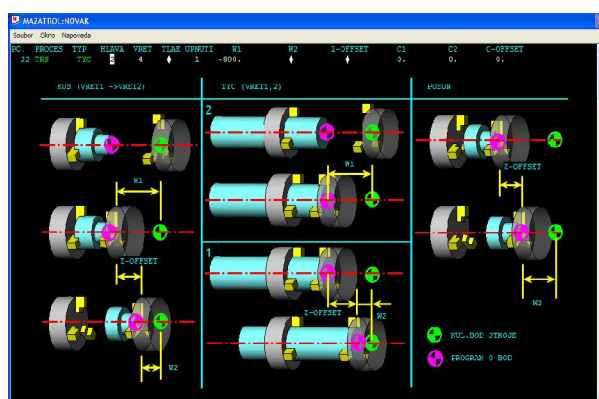 MAZATROL::NOVAK
Soubor Okno Napoveda
PC. PROCES TYP HLAVA VRET TLAK UPNUTI W1 W2 Z-OFFSET C1 C2 C-OFFSET
22 TRS TYC 2 4 ♦ 1 -800. ♦ ♦ 0. 0. 0.
KUS (VRET1 ->VRET2) TYC (VRET1,2) POSUN
2
W1
Z-OFFSET
W1
Z-OFFSET
1
Z-OFFSET
W2
W2
W2
NUL.BOD STROJE
PROGRAM 0 BOD